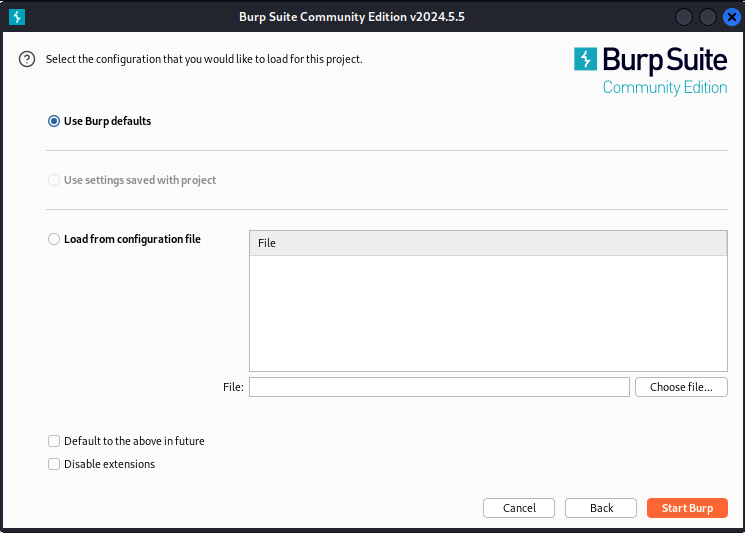 Burp Suite Community Edition v2024.5.5
Select the configuration that you would like to load for this project.
Burp Suite
Community Edition
Use Burp defaults
Use settings saved with project
Load from configuration file
File
File:
Choose file...
Default to the above in future
Disable extensions
Cancel
Back
Start Burp